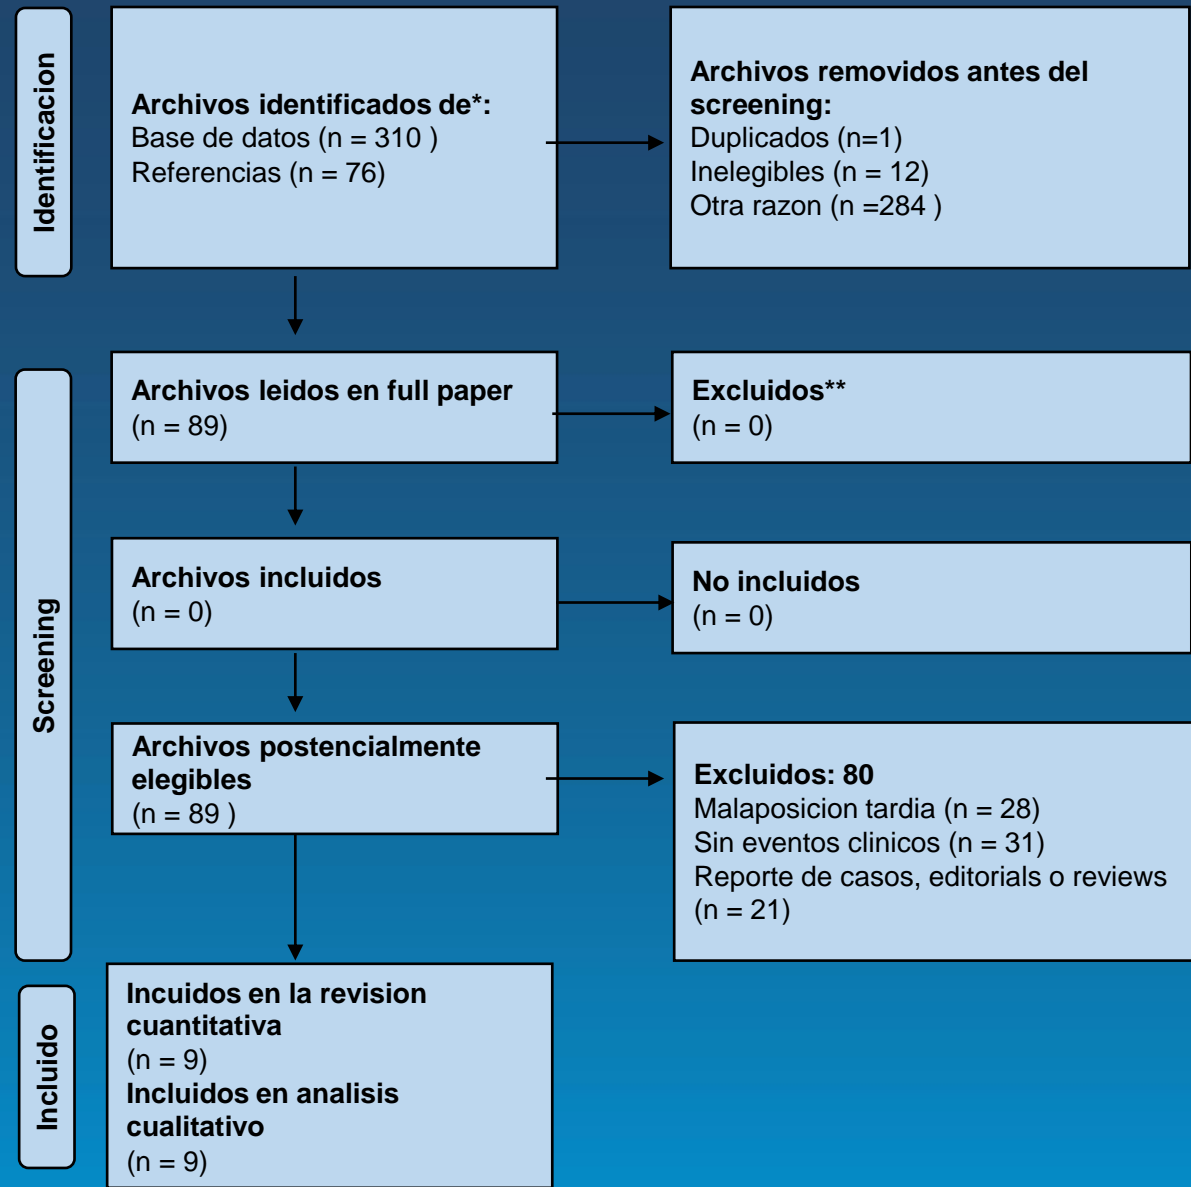 Identificacion
Archivos identificados de*:
Base de datos (n = 310 )
Referencias (n = 76)
Archivos removidos antes del
screening:
Duplicados (n=1)
Inelegibles (n = 12)
Otra razon (n =284 )
Screening
Archivos leidos en full paper
(n = 89)
Excluidos**
(n = 0)
Archivos incluidos
(n = 0)
No incluidos
(n = 0)
Archivos postencialmente
elegibles
(n = 89 )
Excluidos: 80
Malaposicion tardia (n = 28)
Sin eventos clinicos (n = 31)
Reporte de casos, editorials o reviews
(n = 21)
Incluido
Incuidos en la revision
cuantitativa
(n = 9)
Incluidos en analisis
cualitativo
(n = 9)